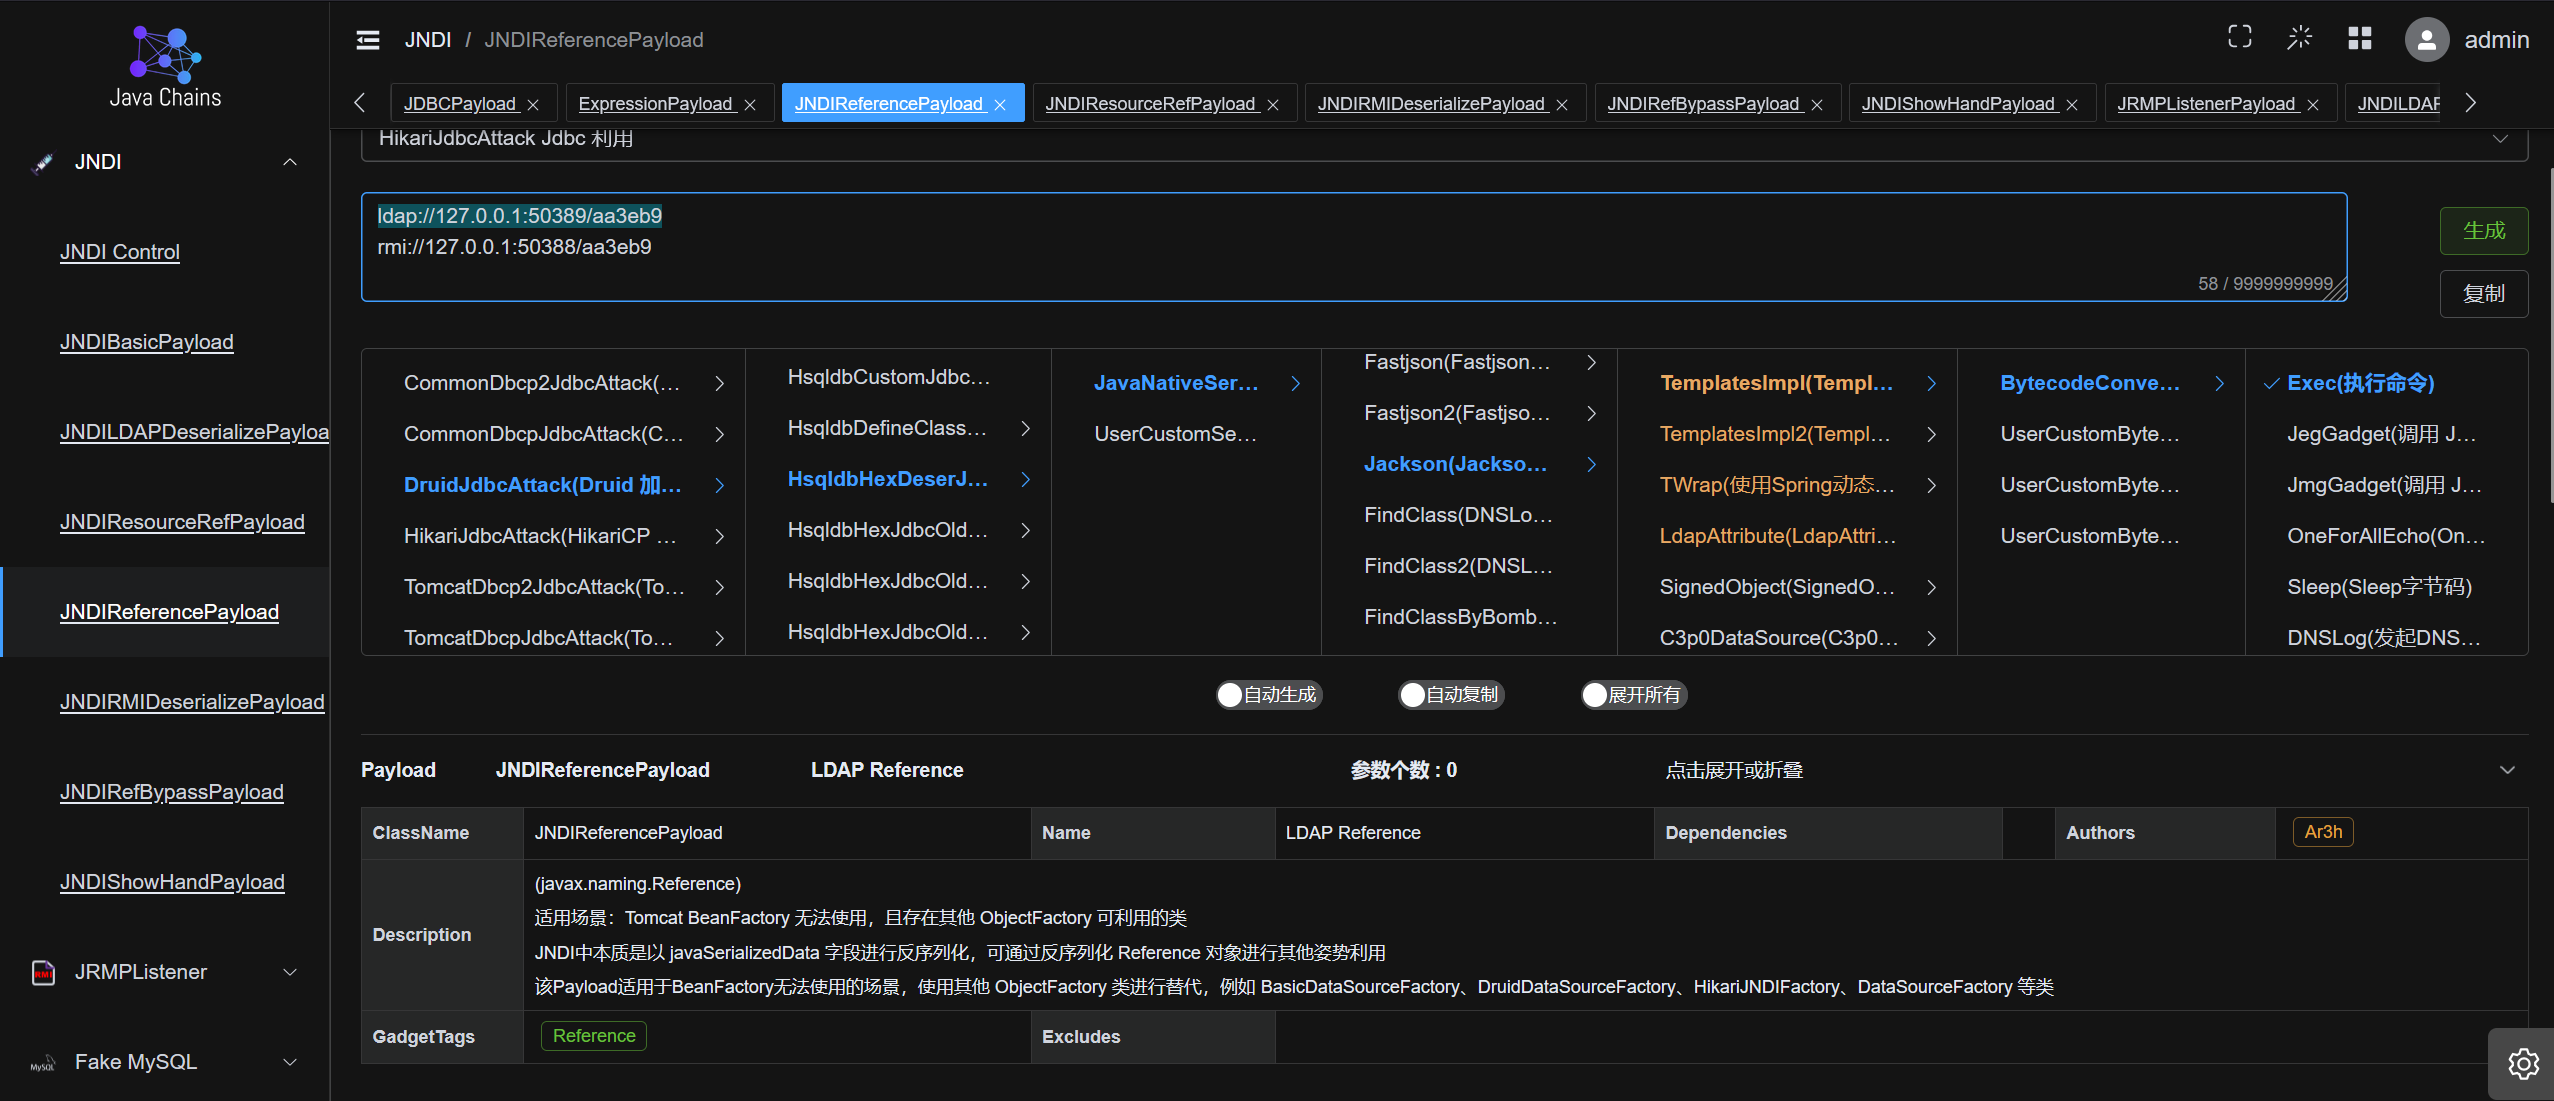 Java Chains
JNDI
JNDI Control
JNDIBasicPayload
JNDILDAPDeserializePayloa
JNDIResourceRefPayload
JNDIReferencePayload
JNDIRMIDeserializePayload
JNDIRefBypassPayload
JNDIShowHandPayload
JRMPListener
Fake MySQL
JNDI / JNDIReferencePayload
admin
JDBCPayload
ExpressionPayload
JNDIReferencePayload
JNDIResourceRefPayload
JNDIRMIDeserializePayload
JNDIRefBypassPayload
JNDIShowHandPayload
JRMPListenerPayload
JNDILDAP
HikariJdbcAttack Jdbc 利用
ldap://127.0.0.1:50389/aa3eb9
rmi://127.0.0.1:50388/aa3eb9
58 / 9999999999
生成
复制
CommonDbcp2JdbcAttack(...
CommonDbcpJdbcAttack(C...
DruidJdbcAttack(Druid 加...
HikariJdbcAttack(HikariCP ...
TomcatDbcp2JdbcAttack(To...
TomcatDbcpJdbcAttack(To...
HsqldbCustomJdbc...
HsqldbDefineClass...
HsqldbHexDeserJ...
HsqldbHexJdbcOld...
HsqldbHexJdbcOld...
HsqldbHexJdbcOld...
JavaNativeSer...
UserCustomSe...
Fastjson(Fastjson...
Fastjson2(Fastjso...
Jackson(Jackso...
FindClass(DNSLo...
FindClass2(DNSL...
FindClassByBomb...
TemplatesImpl(Templ...
TemplatesImpl2(Templ...
TWrap(使用Spring动态...
LdapAttribute(LdapAttri...
SignedObject(SignedO...
C3p0DataSource(C3p0...
BytecodeConve...
UserCustomByte...
UserCustomByte...
UserCustomByte...
Exec(执行命令)
JegGadget(调用 J...
JmgGadget(调用 J...
OneForAllEcho(On...
Sleep(Sleep字节码)
DNSLog(发起DNS...
自动生成
自动复制
展开所有
Payload JNDIReferencePayload LDAP Reference 参数个数 : 0 点击展开或折叠
ClassName JNDIReferencePayload Name LDAP Reference Dependencies Authors Ar3h
Description
(javax.naming.Reference)
适用场景：Tomcat BeanFactory 无法使用，且存在其他 ObjectFactory 可利用的类
JNDI中本质是以 javaSerializedData 字段进行反序列化，可通过反序列化 Reference 对象进行其他姿势利用
该Payload适用于BeanFactory无法使用的场景，使用其他 ObjectFactory 类进行替代，例如 BasicDataSourceFactory、DruidDataSourceFactory、HikariJNDIFactory、DataSourceFactory 等类
GadgetTags Reference Excludes
RMI
MySQL